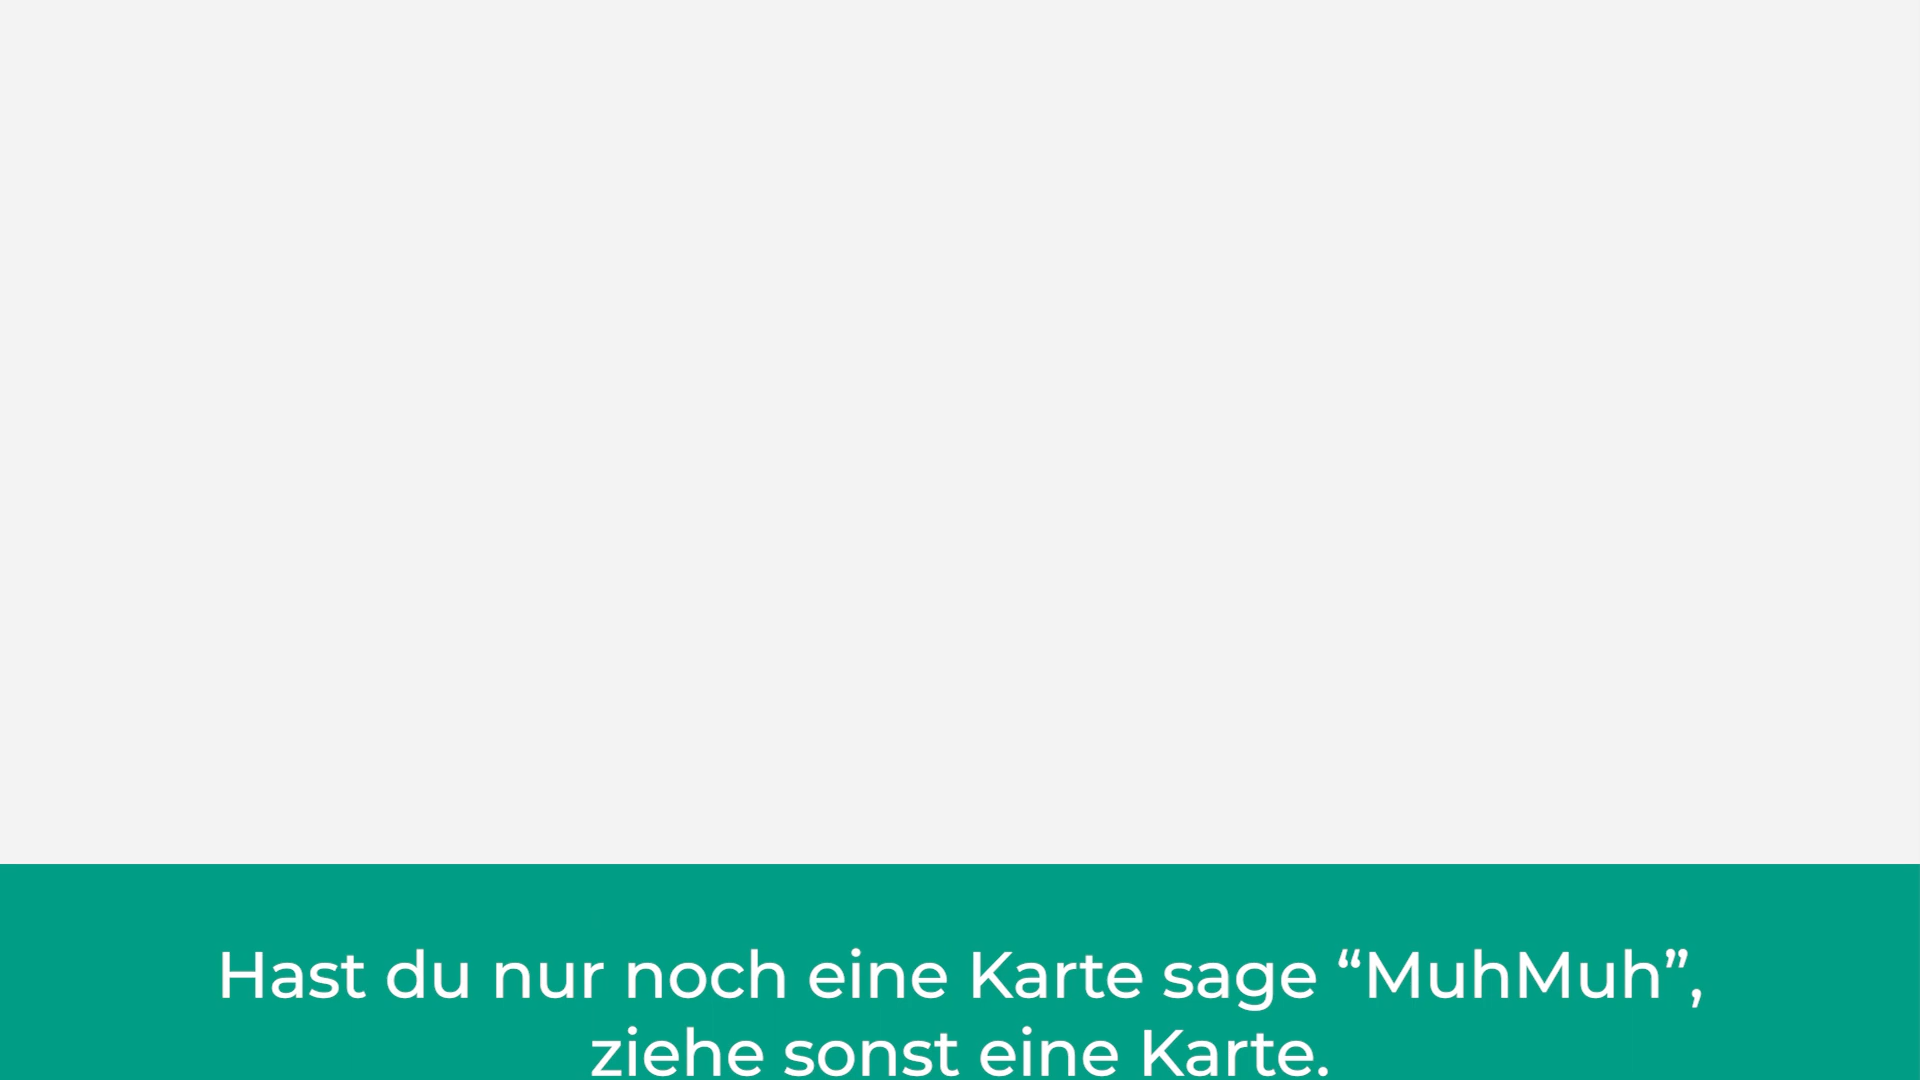 Hast du nur noch eine Karte sage “MuhMuh”,
ziehe sonst eine Karte.